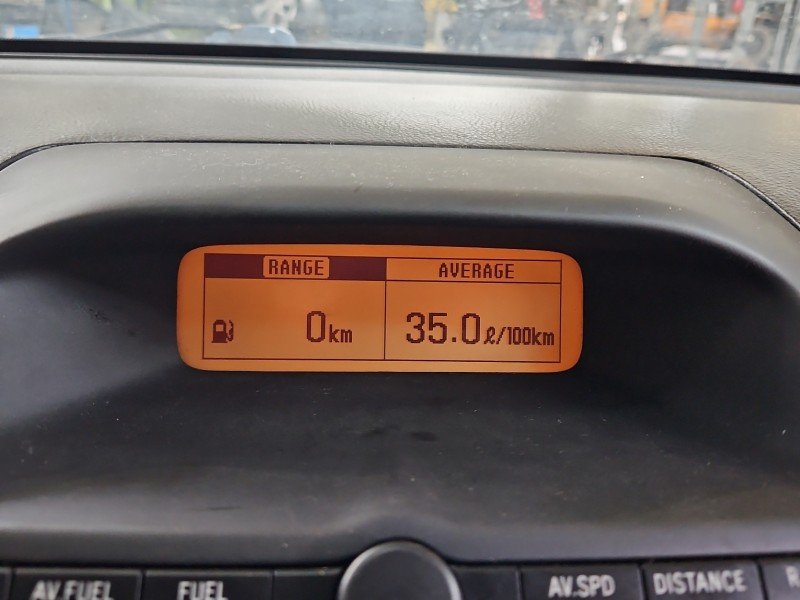 RANGE
AVERAGE
0km
35.0ℓ/100km
AV.FUEL
FUEL
AV.SPD
DISTANCE